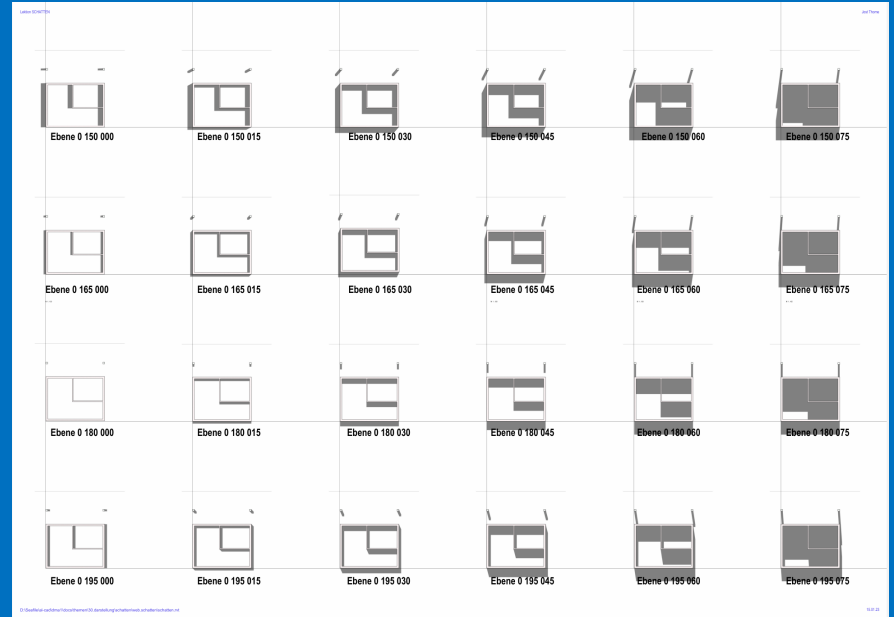 Lektion SCHATTEN
Ebene 0 150 000
Ebene 0 150 015
Ebene 0 150 030
Ebene 0 150 045
Ebene 0 150 060
Ebene 0 150 075
Ebene 0 165 000
Ebene 0 165 015
Ebene 0 165 030
Ebene 0 165 045
Ebene 0 165 060
Ebene 0 165 075
Ebene 0 180 000
Ebene 0 180 015
Ebene 0 180 030
Ebene 0 180 045
Ebene 0 180 060
Ebene 0 180 075
Ebene 0 195 000
Ebene 0 195 015
Ebene 0 195 030
Ebene 0 195 045
Ebene 0 195 060
Ebene 0 195 075